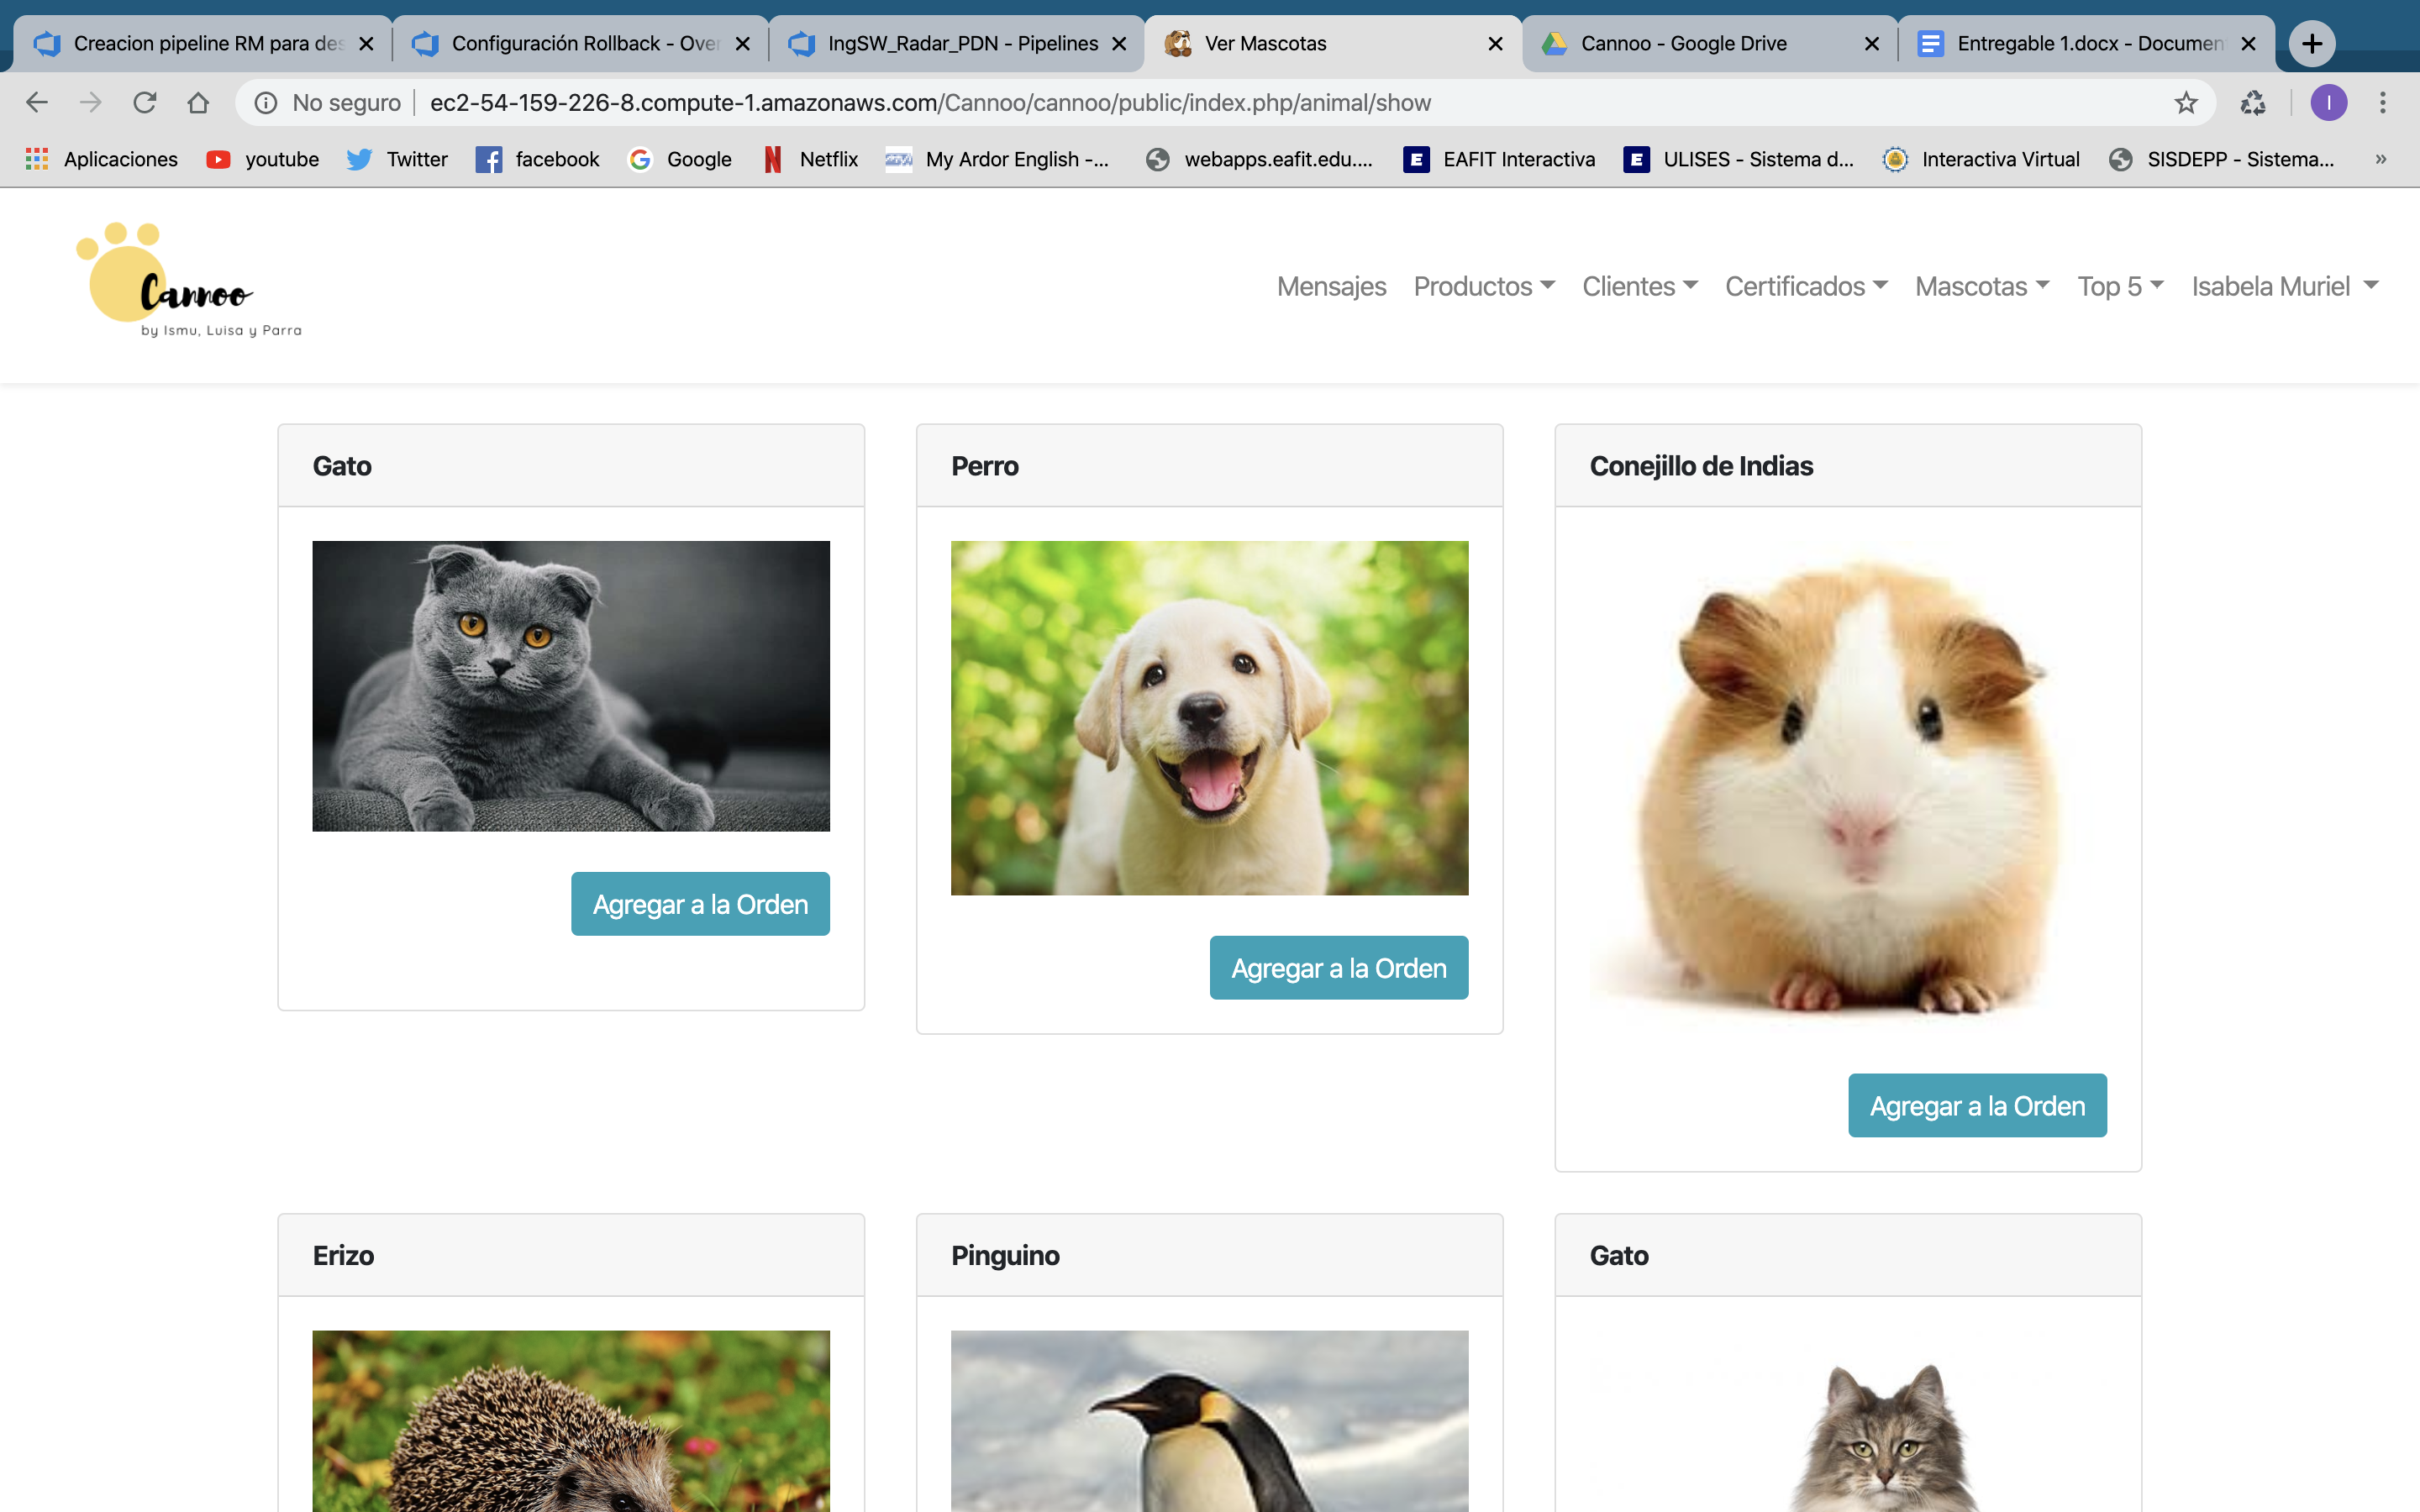 Creacion pipeline RM para des
Configuración Rollback - Over
IngSW_Radar_PDN - Pipelines
Ver Mascotas
Cannoo - Google Drive
Entregable 1.docx - Documen
No seguro
ec2-54-159-226-8.compute-1.amazonaws.com/Cannoo/cannoo/public/index.php/animal/show
I
Aplicaciones
youtube
Twitter
facebook
Google
Netflix
My Ardor English -...
webapps.eafit.edu....
EAFIT Interactiva
ULISES - Sistema d...
Interactiva Virtual
SISDEPP - Sistema...
»
Cannoo
by Ismu, Luisa y Parra
Mensajes
Productos
Clientes
Certificados
Mascotas
Top 5
Isabela Muriel
Gato
Perro
Conejillo de Indias
Agregar a la Orden
Agregar a la Orden
Agregar a la Orden
Erizo
Pinguino
Gato